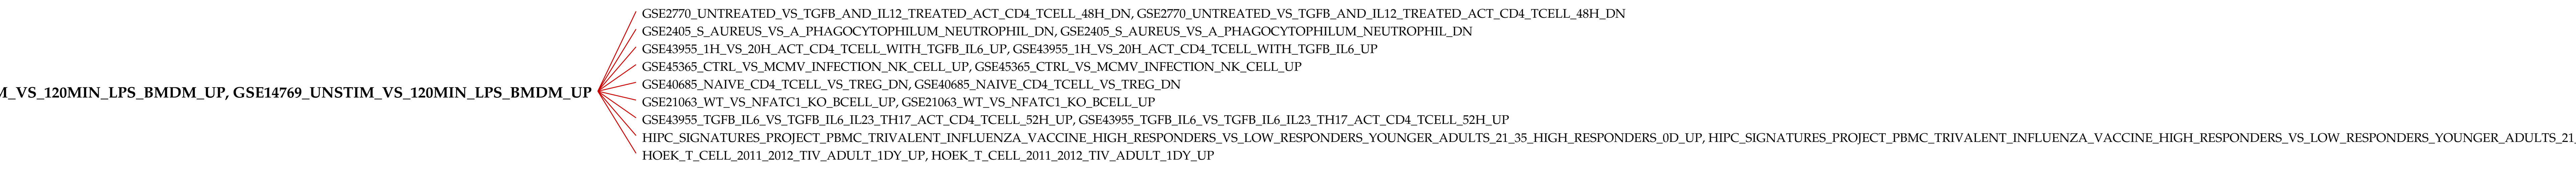 GSE2770_UNTREATED_VS_TGFB_AND_IL12_TREATED_ACT_CD4_TCELL_48H_DN, GSE2770_UNTREATED_VS_TGFB_AND_IL12_TREATED_ACT_CD4_TCELL_48H_DN
GSE2405_S_AUREUS_VS_A_PHAGOCYTOPHILUM_NEUTROPHIL_DN, GSE2405_S_AUREUS_VS_A_PHAGOCYTOPHILUM_NEUTROPHIL_DN
GSE43955_1H_VS_20H_ACT_CD4_TCELL_WITH_TGFB_IL6_UP, GSE43955_1H_VS_20H_ACT_CD4_TCELL_WITH_TGFB_IL6_UP
GSE45365_CTRL_VS_MCMV_INFECTION_NK_CELL_UP, GSE45365_CTRL_VS_MCMV_INFECTION_NK_CELL_UP
GSE40685_NAIVE_CD4_TCELL_VS_TREG_DN, GSE40685_NAIVE_CD4_TCELL_VS_TREG_DN
M_VS_120MIN_LPS_BMDM_UP, GSE14769_UNSTIM_VS_120MIN_LPS_BMDM_UP
GSE21063_WT_VS_NFATC1_KO_BCELL_UP, GSE21063_WT_VS_NFATC1_KO_BCELL_UP
GSE43955_TGFB_IL6_VS_TGFB_IL6_IL23_TH17_ACT_CD4_TCELL_52H_UP, GSE43955_TGFB_IL6_VS_TGFB_IL6_IL23_TH17_ACT_CD4_TCELL_52H_UP
HIPC_SIGNATURES_PROJECT_PBMC_TRIVALENT_INFLUENZA_VACCINE_HIGH_RESPONDERS_VS_LOW_RESPONDERS_YOUNGER_ADULTS_21_35_HIGH_RESPONDERS_0D_UP, HIPC_SIGNATURES_PROJECT_PBMC_TRIVALENT_INFLUENZA_VACCINE_HIGH_RESPONDERS_VS_LOW_RESPONDERS_YOUNGER_ADULTS_21_
HOEK_T_CELL_2011_2012_TIV_ADULT_1DY_UP, HOEK_T_CELL_2011_2012_TIV_ADULT_1DY_UP